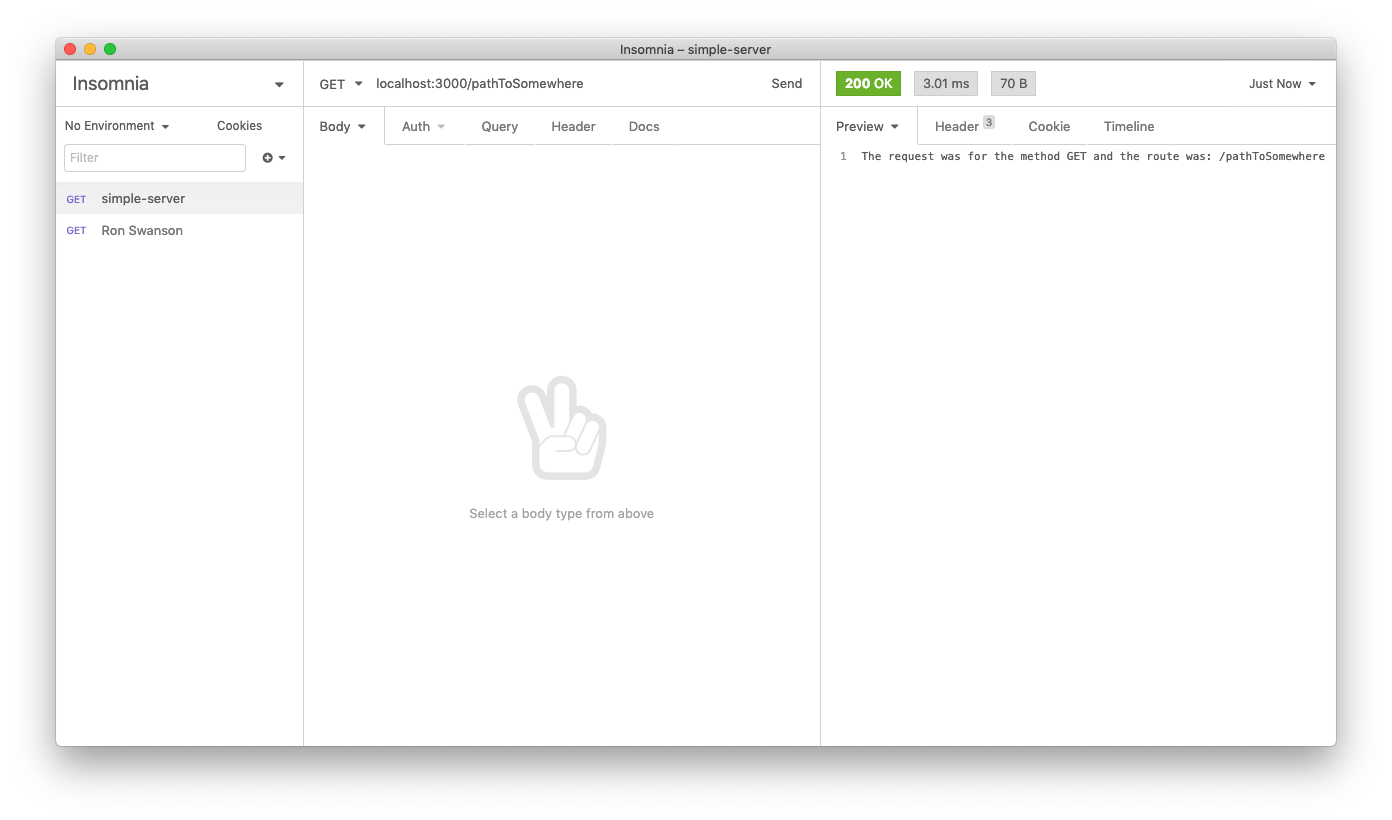 Insomnia – simple-server
Insomnia
GET localhost:3000/pathToSomewhere Send
200 OK 3.01 ms 70 B Just Now
No Environment Cookies
Body Auth Query Header Docs
Preview Header 3 Cookie Timeline
Filter
1 The request was for the method GET and the route was: /pathToSomewhere
GET simple-server
GET Ron Swanson
Select a body type from above